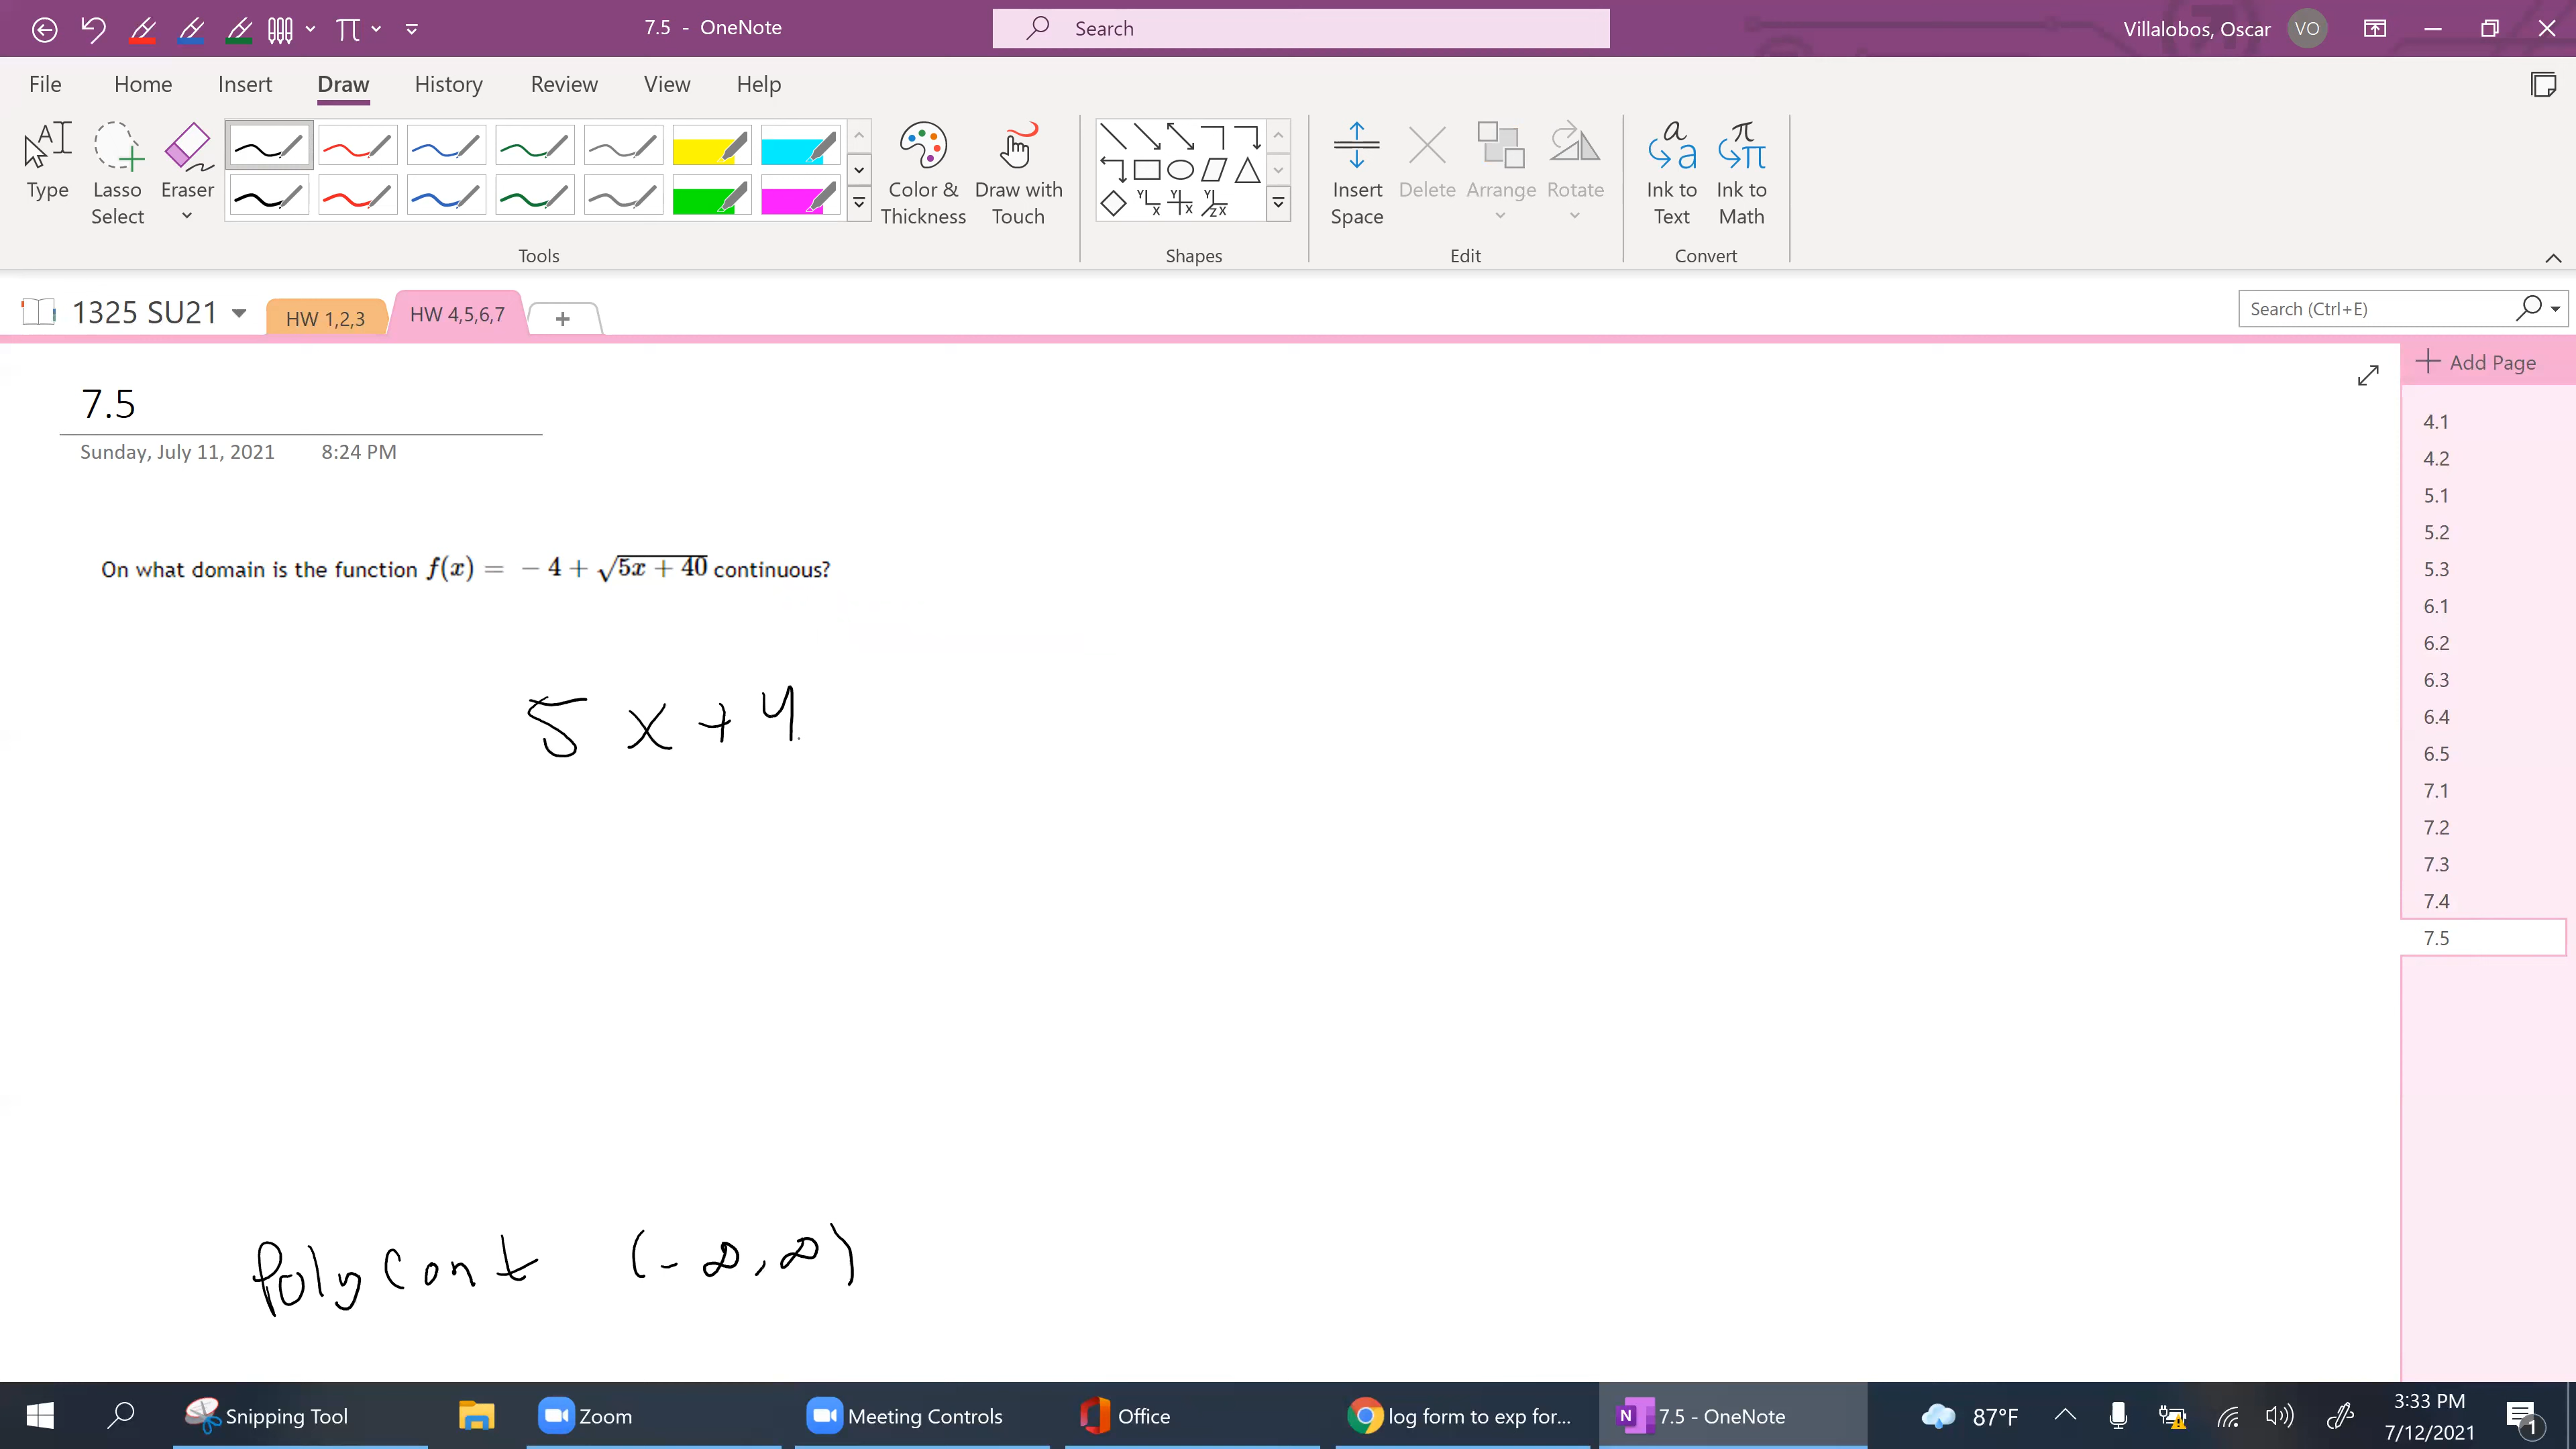 7.5 - OneNote
Search
Villalobos, Oscar
VO
File Home Insert Draw History Review View Help
Type
Lasso Select
Eraser
Color & Thickness
Draw with Touch
Insert Space
Delete
Arrange
Rotate
Ink to Text
Ink to Math
Tools
Shapes
Edit
Convert
1325 SU21
HW 1,2,3
HW 4,5,6,7
+
Search (Ctrl+E)
Add Page
7.5
Sunday, July 11, 2021 8:24 PM
4.1
4.2
5.1
5.2
5.3
6.1
6.2
6.3
6.4
6.5
7.1
7.2
7.3
7.4
7.5
On what domain is the function f(x) = − 4 + √5x + 40 continuous?
5 x + 4
Poly Cont (-∞, ∞)
Snipping Tool
Zoom
Meeting Controls
Office
log form to exp for...
7.5 - OneNote
87°F
3:33 PM
7/12/2021
1